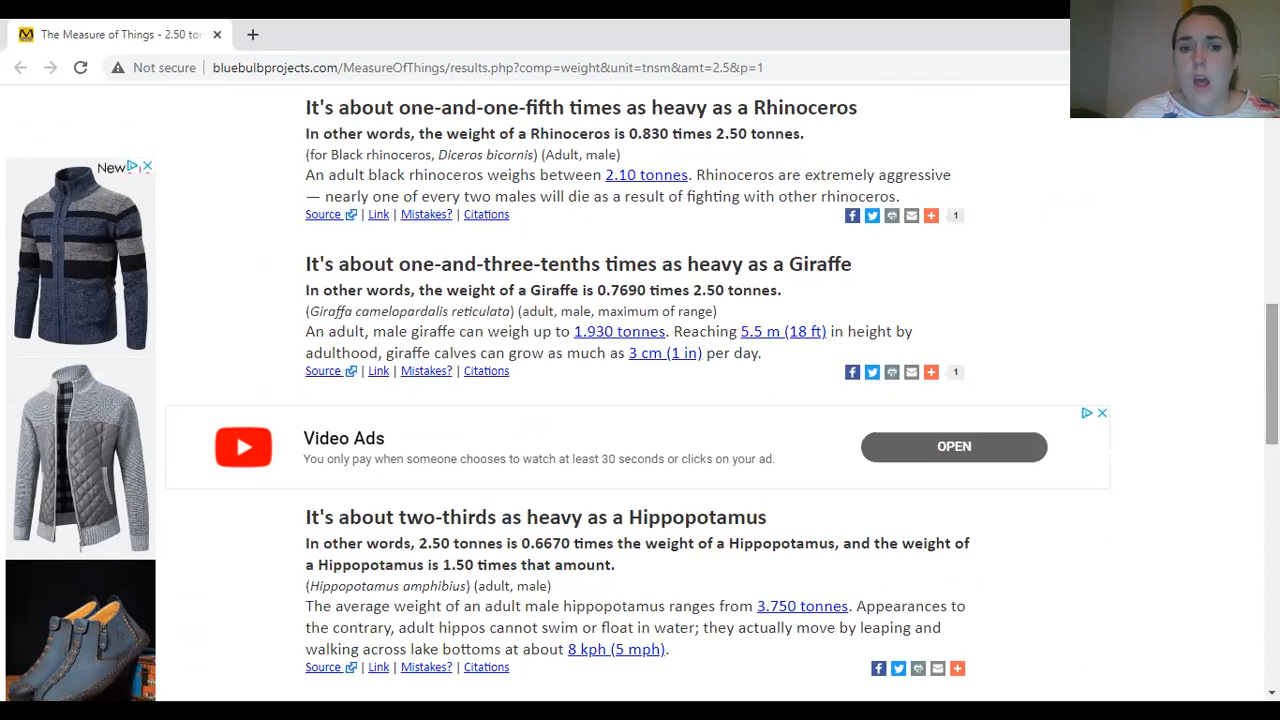 The Measure of Things - 2.50 ton
Not secure
bluebulbprojects.com/MeasureOfThings/results.php?comp=weight&unit=tnsm&amt=2.5&p=1
It's about one-and-one-fifth times as heavy as a Rhinoceros
In other words, the weight of a Rhinoceros is 0.830 times 2.50 tonnes.
(for Black rhinoceros, Diceros bicornis) (Adult, male)
An adult black rhinoceros weighs between 2.10 tonnes. Rhinoceros are extremely aggressive
— nearly one of every two males will die as a result of fighting with other rhinoceros.
Source | Link | Mistakes? | Citations
1
New
It's about one-and-three-tenths times as heavy as a Giraffe
In other words, the weight of a Giraffe is 0.7690 times 2.50 tonnes.
(Giraffa camelopardalis reticulata) (adult, male, maximum of range)
An adult, male giraffe can weigh up to 1.930 tonnes. Reaching 5.5 m (18 ft) in height by
adulthood, giraffe calves can grow as much as 3 cm (1 in) per day.
Source | Link | Mistakes? | Citations
1
Video Ads
You only pay when someone chooses to watch at least 30 seconds or clicks on your ad.
OPEN
It's about two-thirds as heavy as a Hippopotamus
In other words, 2.50 tonnes is 0.6670 times the weight of a Hippopotamus, and the weight of
a Hippopotamus is 1.50 times that amount.
(Hippopotamus amphibius) (adult, male)
The average weight of an adult male hippopotamus ranges from 3.750 tonnes. Appearances to
the contrary, adult hippos cannot swim or float in water; they actually move by leaping and
walking across lake bottoms at about 8 kph (5 mph).
Source | Link | Mistakes? | Citations